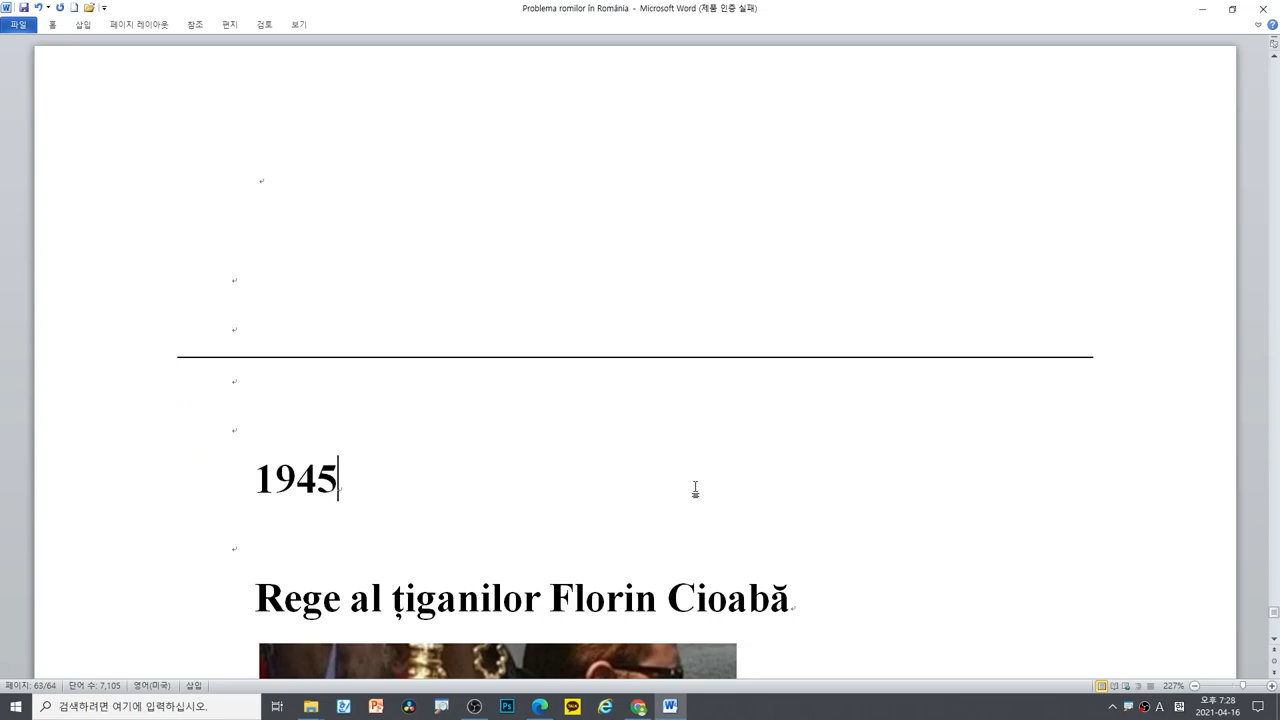 Problema romilor în România - Microsoft Word (제품 인증 실패)
파일 홈 삽입 페이지 레이아웃 참조 편지 검토 보기
1945
Rege al țiganilor Florin Cioabă
페이지: 63/64 단어 수: 7,105 영어(미국) 삽입 227%
검색하려면 여기에 입력하십시오. 오후 7:28
2021-04-16